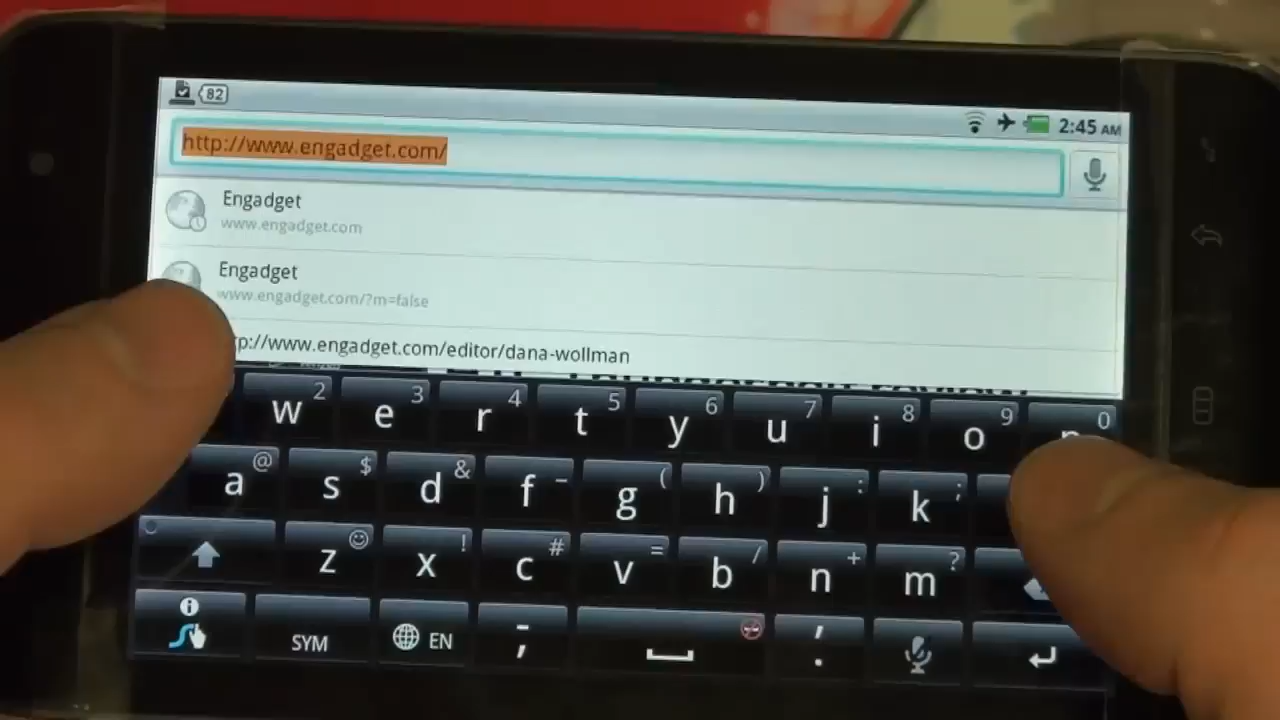 82
2:45 AM
http://www.engadget.com/
Engadget
www.engadget.com
Engadget
www.engadget.com/?m=false
tp://www.engadget.com/editor/dana-wollman
2 3 4 5 6 7 8 9 0
w e r t y u i o p
@ $ & _ ( ) : ;
a s d f g h j k
! # = / + ?
z x c v b n m
SYM EN